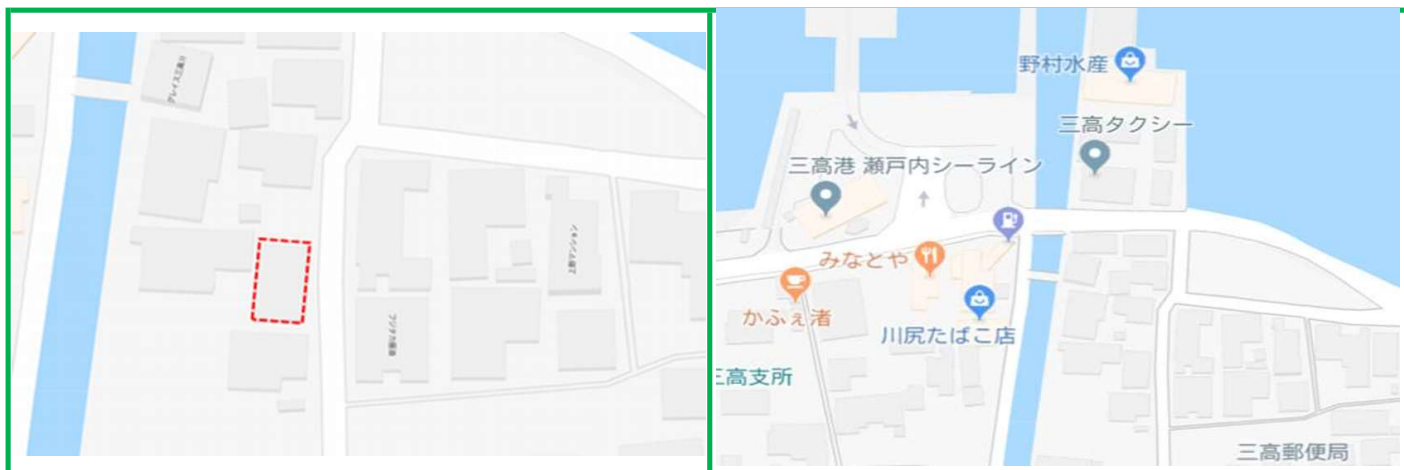 野村水産
三高タクシー
三高港 瀬戸内シーライン
みなとや
かふぇ渚
川尻たばこ店
三高支所
三高郵便局